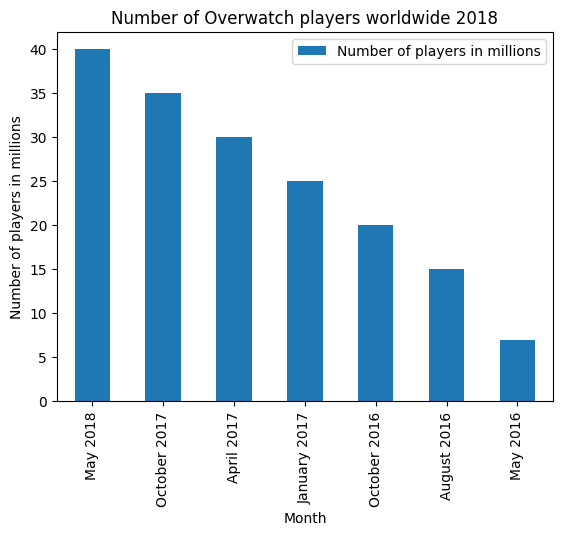 Number of Overwatch players worldwide 2018
Number of players in millions
Number of players in millions
40
35
30
25
20
15
10
5
0
May 2018
October 2017
April 2017
January 2017
October 2016
August 2016
May 2016
Month